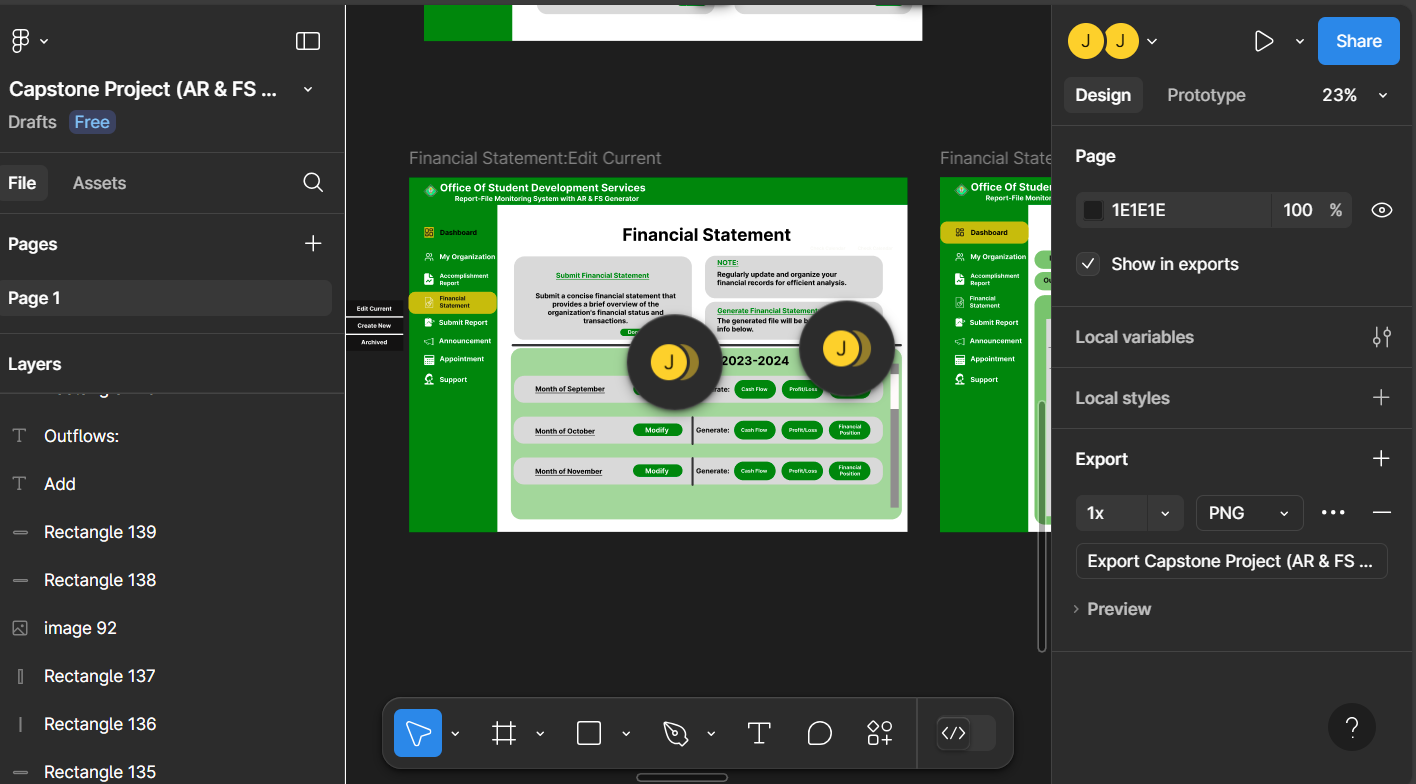 Capstone Project (AR & FS ...
Drafts
Free
File
Assets
Pages
Page 1
Layers
Outflows:
Add
Rectangle 139
Rectangle 138
image 92
Rectangle 137
Rectangle 136
Rectangle 135
Edit Current
Create New
Archived
Financial Statement:Edit Current
Office Of Student Development Services
Report-File Monitoring System with AR & FS Generator
Dashboard
My Organization
Accomplishment
Report
Financial
Statement
Submit Report
Announcement
Appointment
Support
Financial Statement
Submit Financial Statement
Submit a concise financial statement that
provides a brief overview of the
organization's financial status and
transactions.
NOTE:
Regularly update and organize your
financial records for efficient analysis.
Generate Financial Statement
The generated file will be
info below.
J
J
2023-2024
Month of September
Generate:
Cash Flow
Profit/Loss
Month of October
Modify
Generate:
Cash Flow
Profit/Loss
Financial
Position
Month of November
Modify
Generate:
Cash Flow
Profit/Loss
Financial
Position
Financial State
Office Of Studen
Report-File Monit
Dashboard
My Organization
Accomplishment
Report
Financial
Statement
Submit Report
Announcement
Appointment
Support
J
J
Share
Design
Prototype
23%
Page
1E1E1E
100
%
Show in exports
Local variables
Local styles
Export
1x
PNG
Export Capstone Project (AR & FS ...
Preview
?